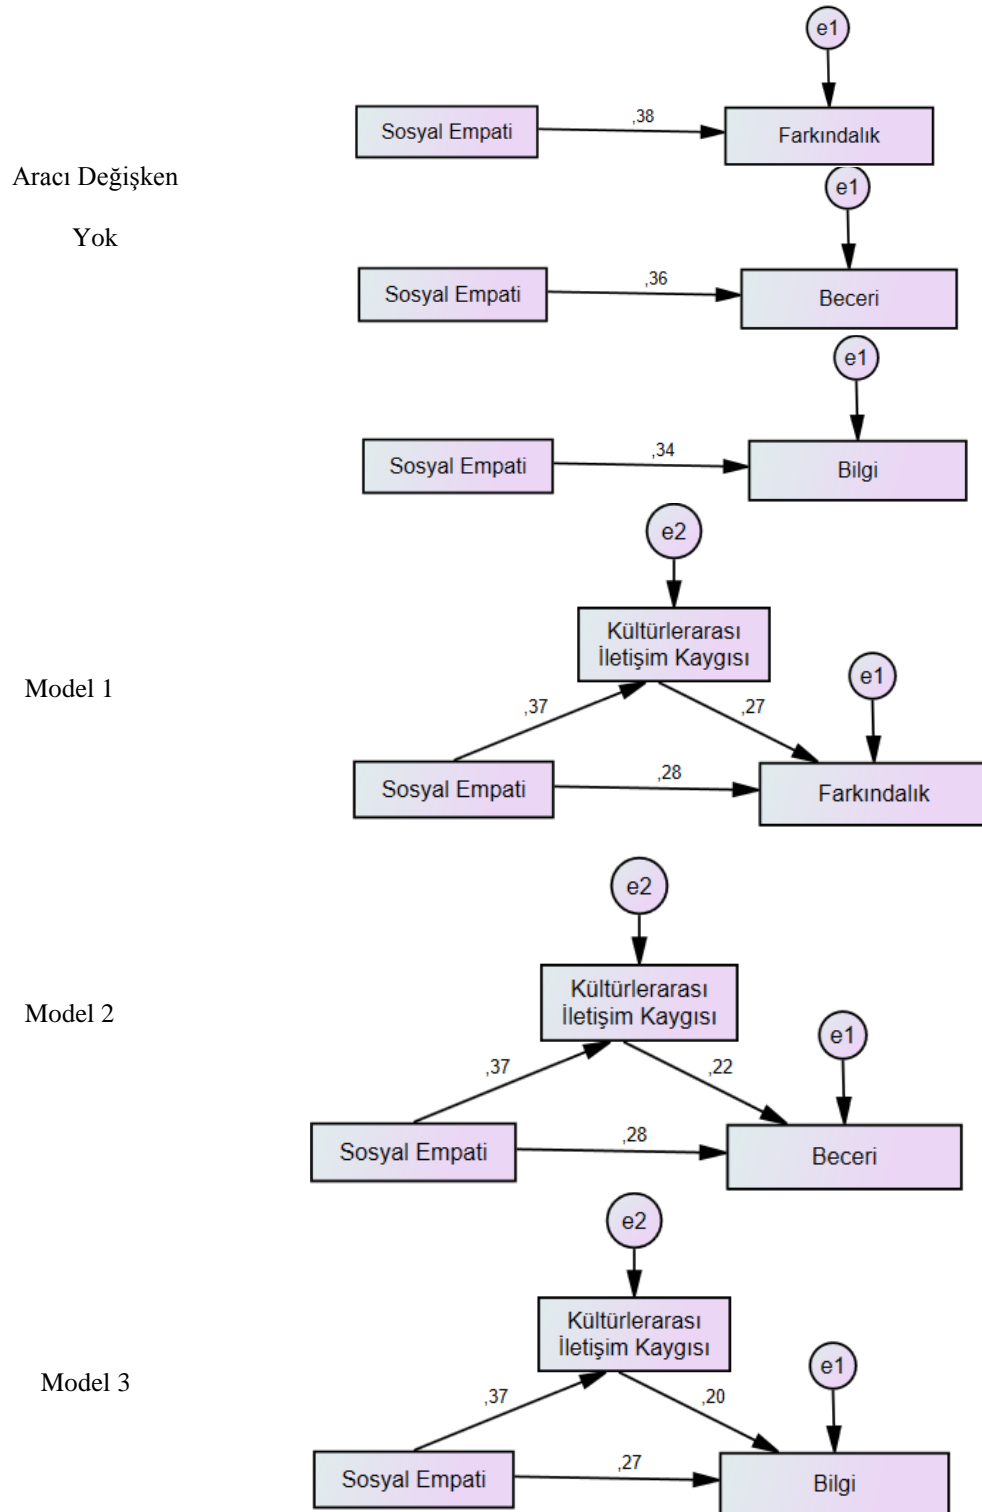 e1
,38
Sosyal Empati
Farkındalık
Aracı Değişken
Yok
e1
,36
Sosyal Empati
Beceri
e1
,34
Sosyal Empati
Bilgi
e2
Kültürlerarası
İletişim Kaygısı
Model 1
e1
,37
,27
Sosyal Empati
,28
Farkındalık
e2
Kültürlerarası
İletişim Kaygısı
Model 2
e1
,37
,22
Sosyal Empati
,28
Beceri
e2
Kültürlerarası
İletişim Kaygısı
Model 3
e1
,37
,20
Sosyal Empati
,27
Bilgi